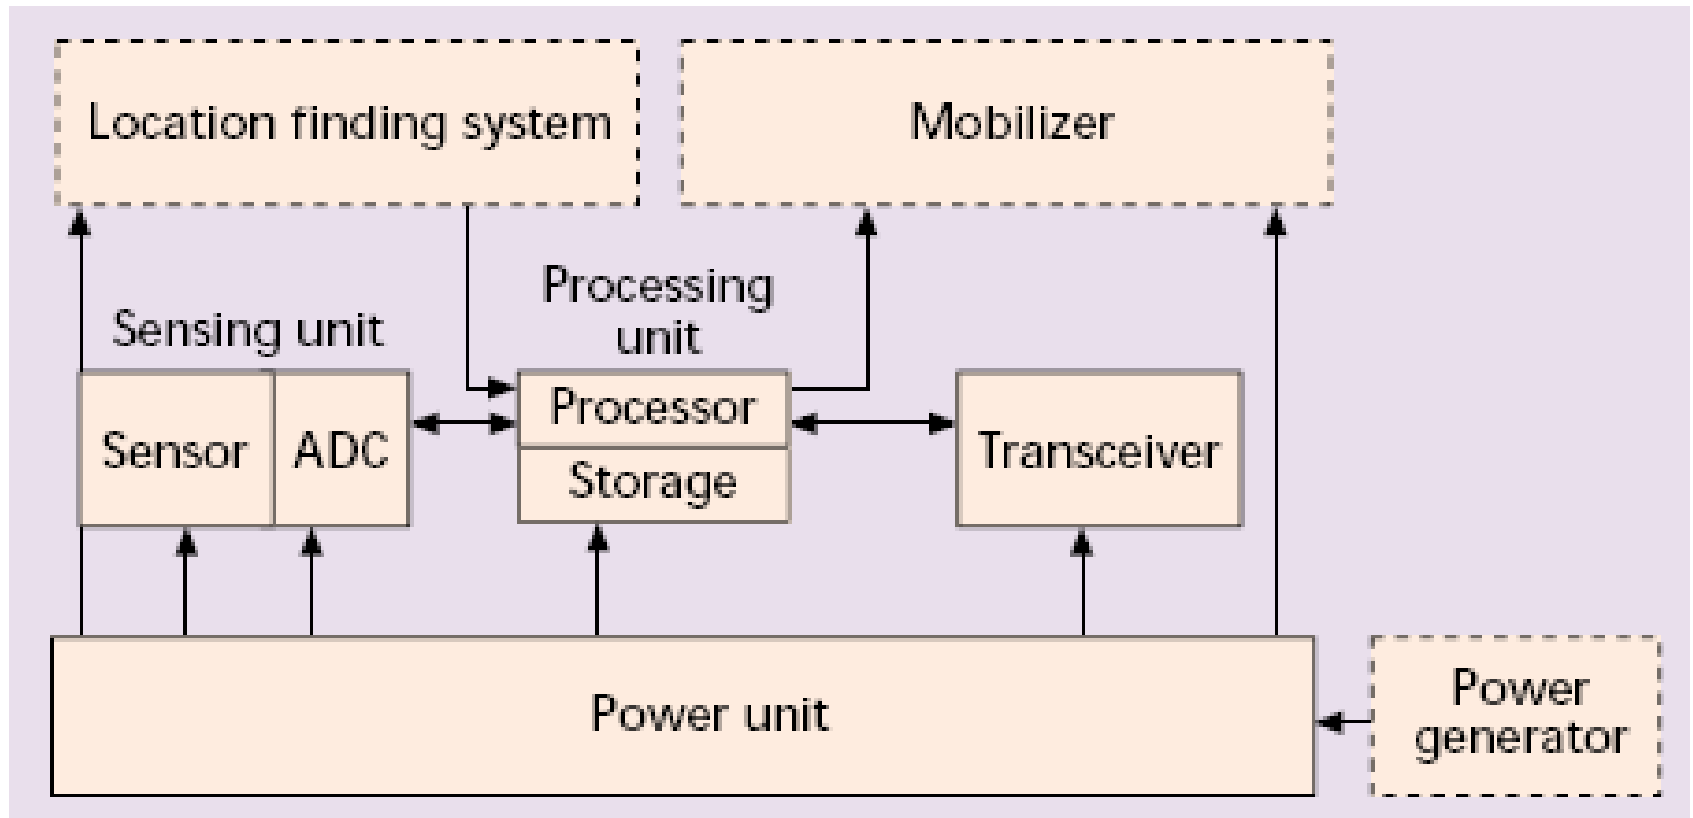 Location finding system
Mobilizer
Processing
unit
Sensing unit
Processor
Sensor
ADC
Transceiver
Storage
Power unit
Power
generator